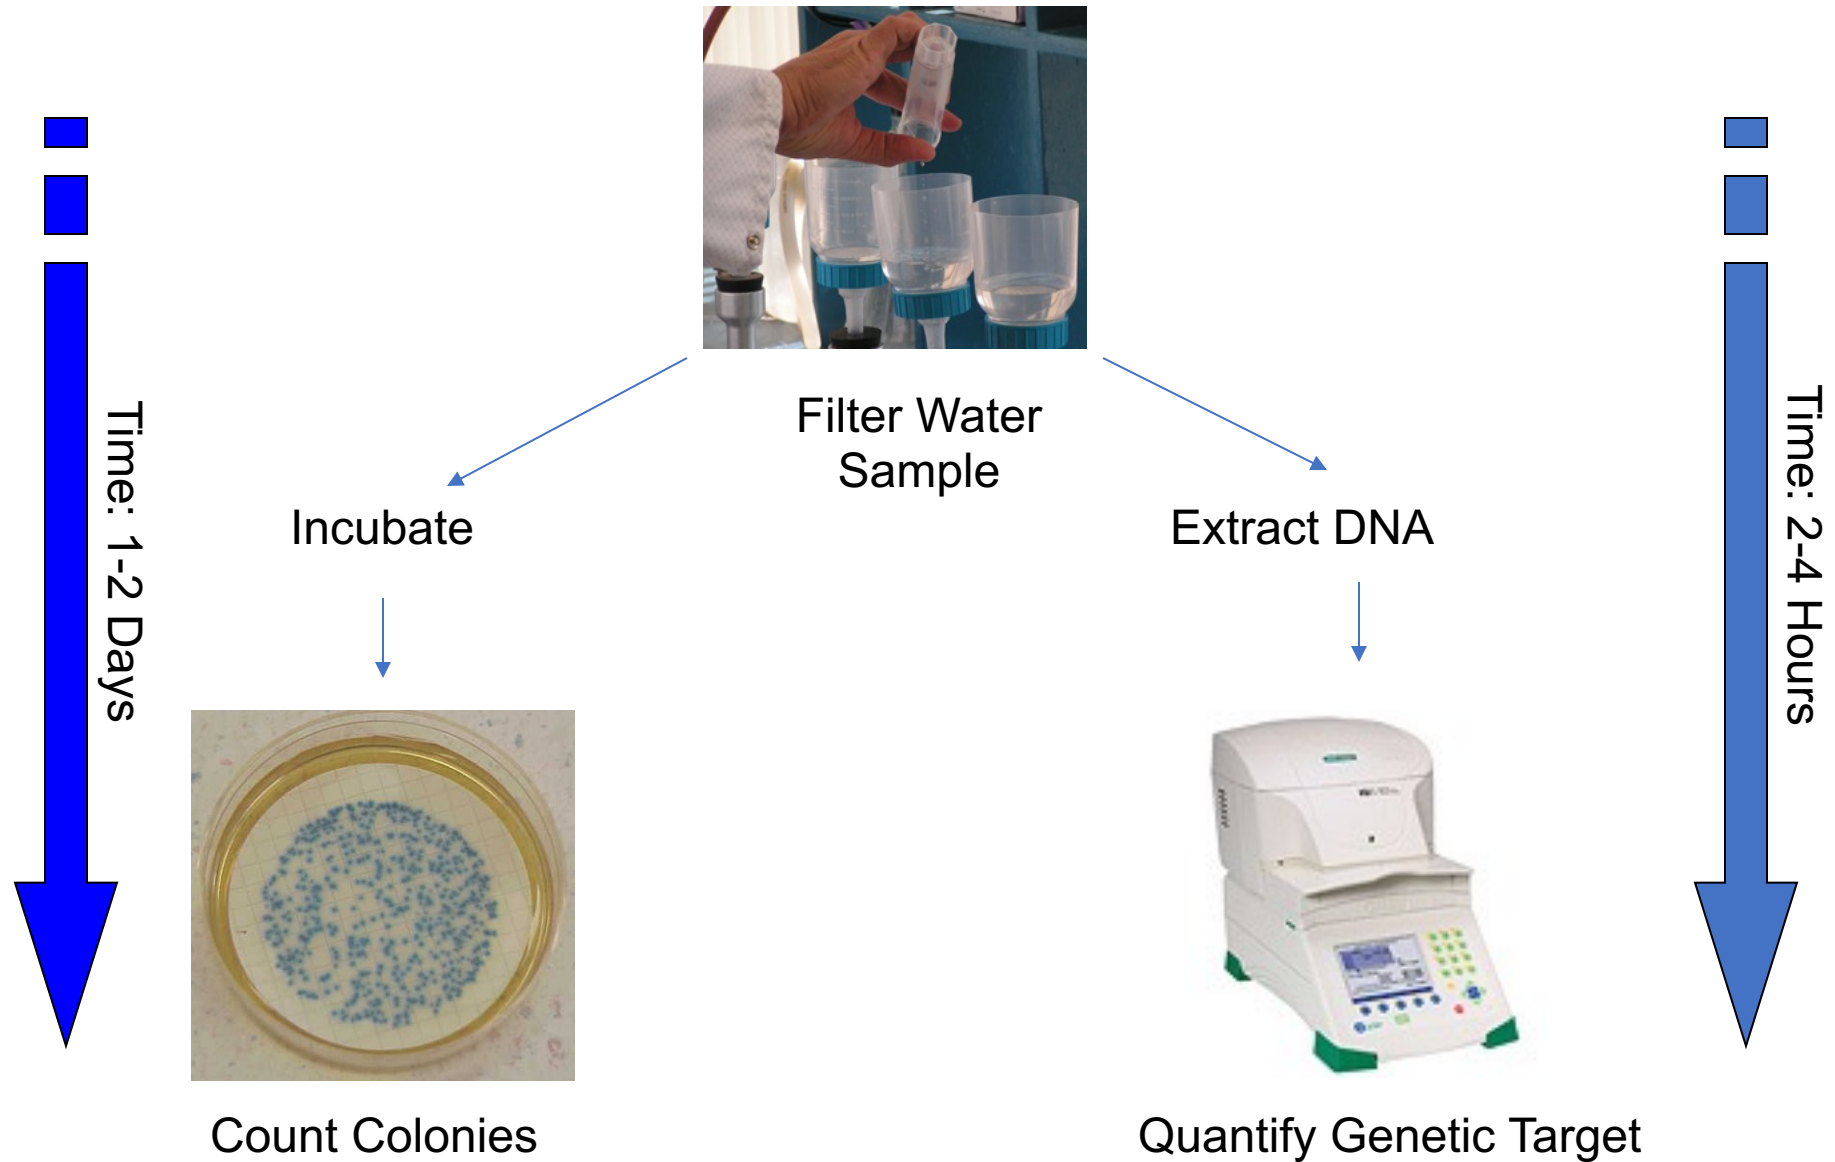 Filter Water
Sample
Time: 1-2 Days
Time: 2-4 Hours
Incubate
Extract DNA
Count Colonies
Quantify Genetic Target